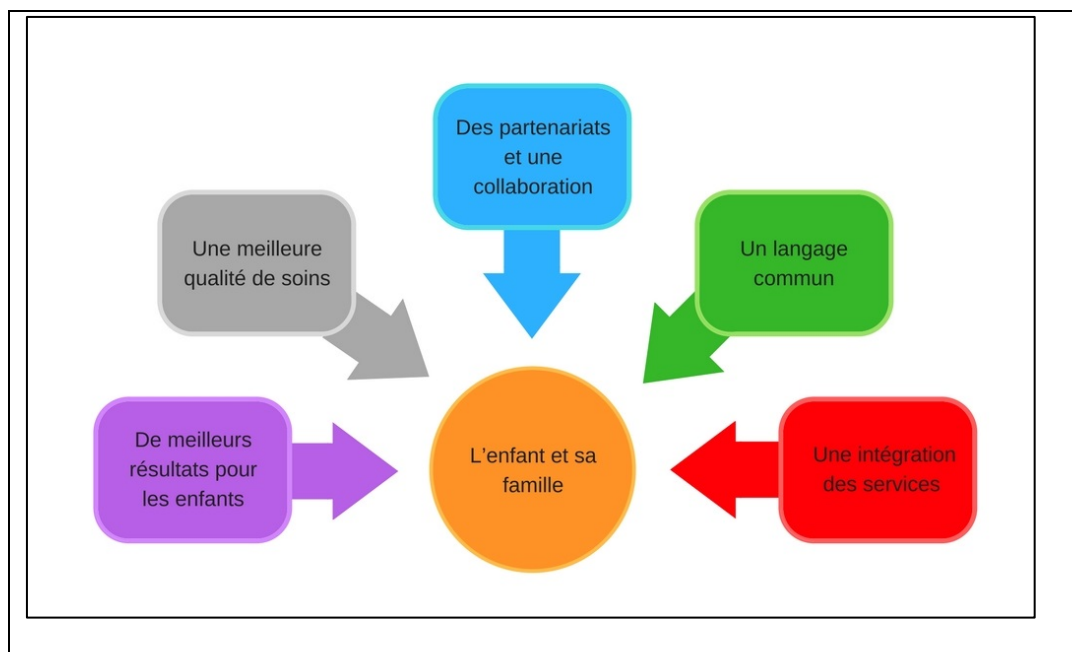 Des partenariats
et une
collaboration
Une meilleure
qualité de soins
Un langage
commun
De meilleurs
résultats pour
les enfants
L'enfant et sa
famille
Une intégration
des services